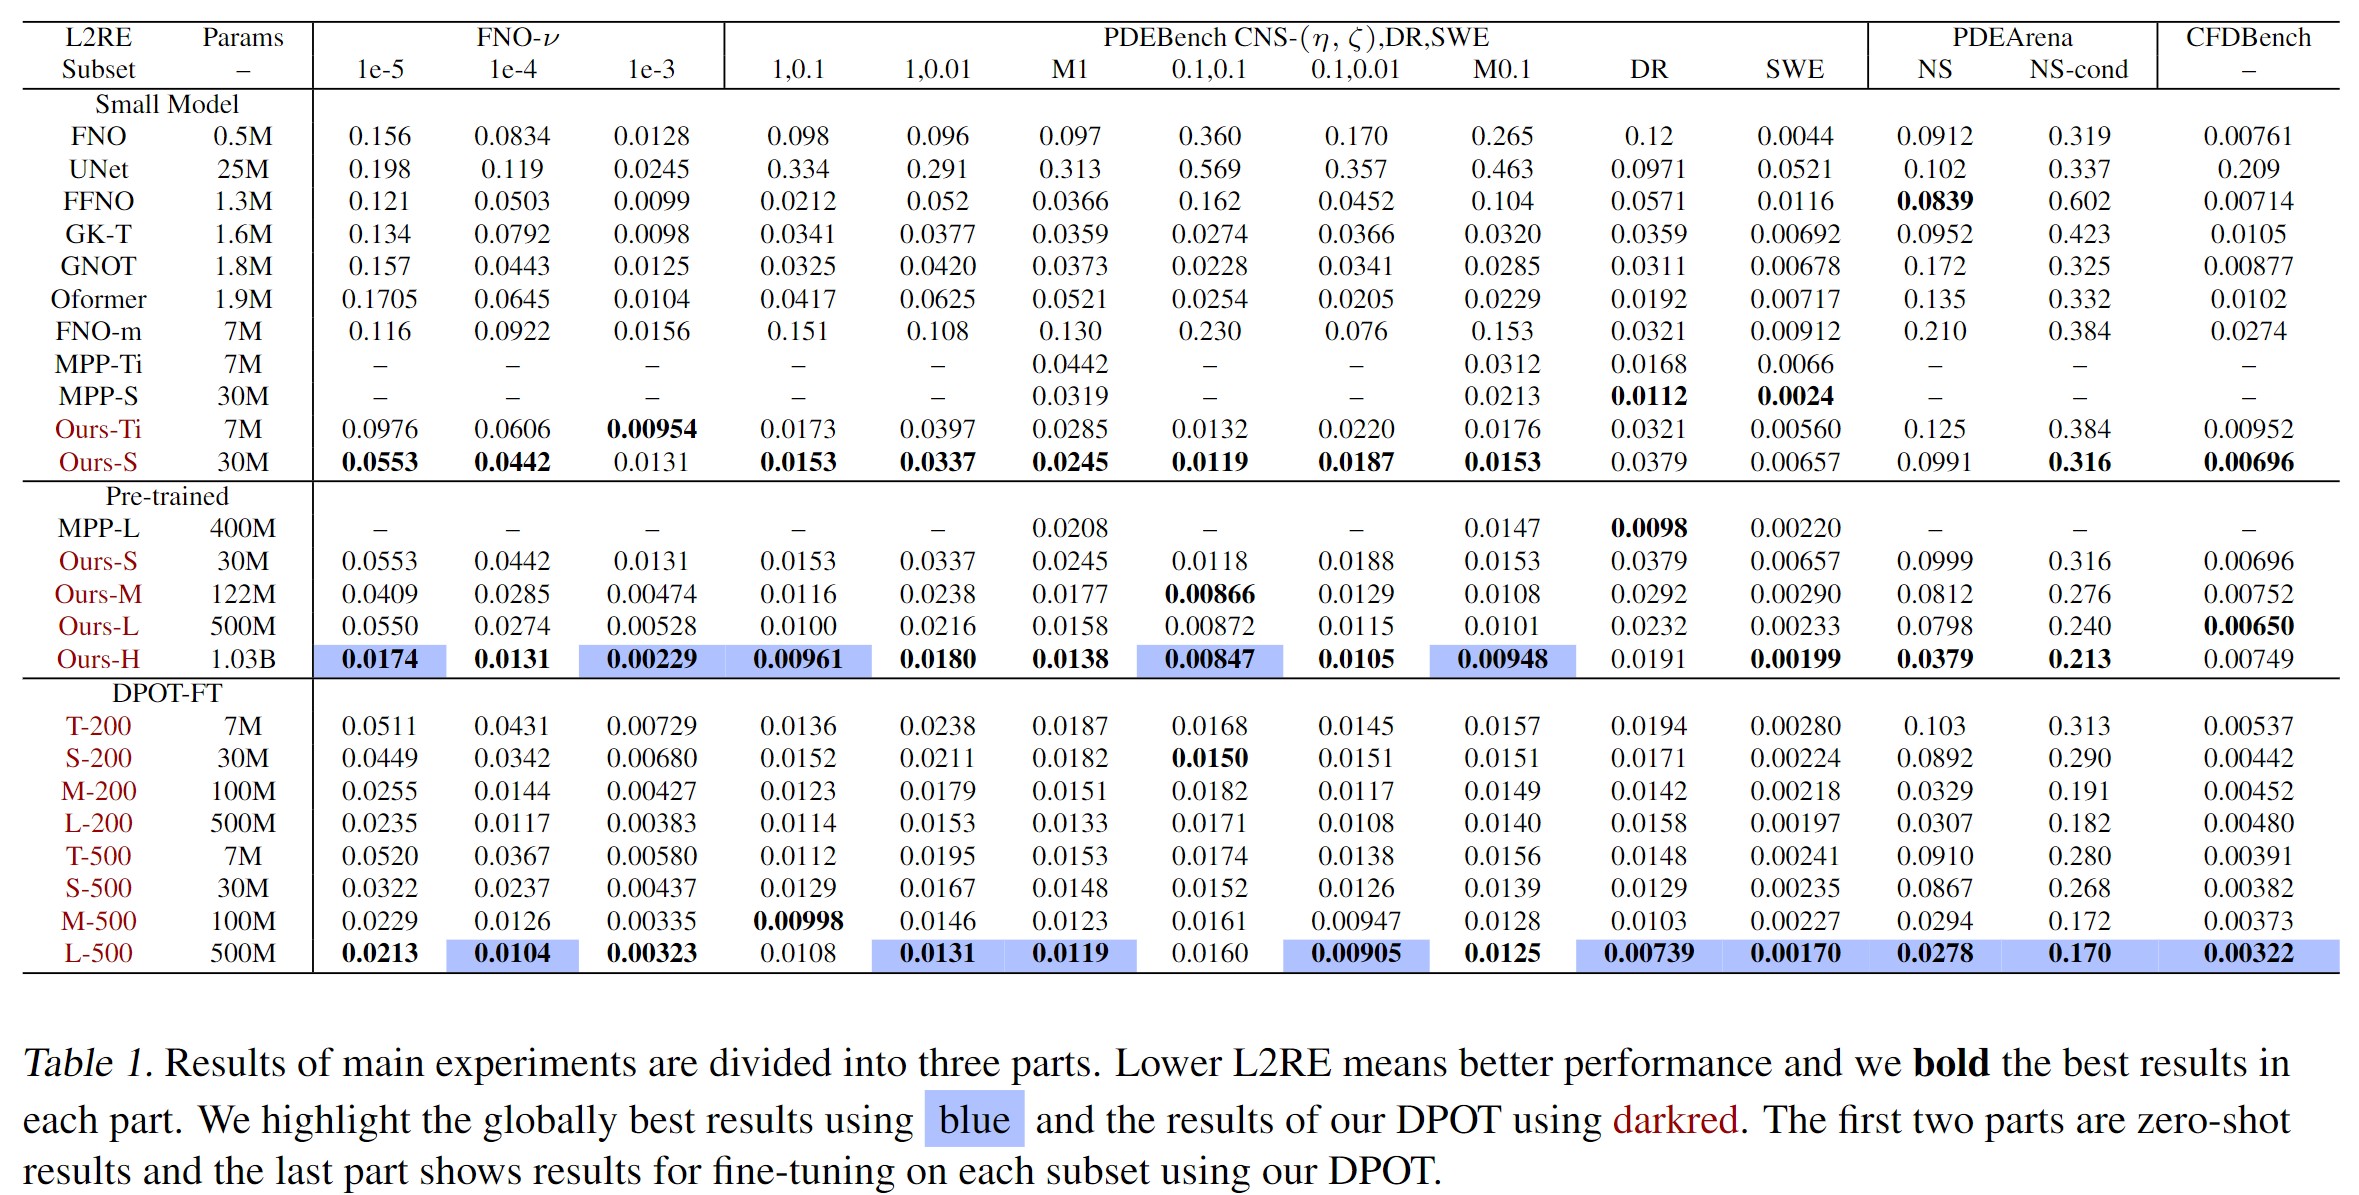 L2RE Params FNO-ν PDEBench CNS-(η, ζ),DR,SWE PDEArena CFDBench
Subset – 1e-5 1e-4 1e-3 1,0.1 1,0.01 M1 0.1,0.1 0.1,0.01 M0.1 DR SWE NS NS-cond –
Small Model
FNO 0.5M 0.156 0.0834 0.0128 0.098 0.096 0.097 0.360 0.170 0.265 0.12 0.0044 0.0912 0.319 0.00761
UNet 25M 0.198 0.119 0.0245 0.334 0.291 0.313 0.569 0.357 0.463 0.0971 0.0521 0.102 0.337 0.209
FFNO 1.3M 0.121 0.0503 0.0099 0.0212 0.052 0.0366 0.162 0.0452 0.104 0.0571 0.0116 0.0839 0.602 0.00714
GK-T 1.6M 0.134 0.0792 0.0098 0.0341 0.0377 0.0359 0.0274 0.0366 0.0320 0.0359 0.00692 0.0952 0.423 0.0105
GNOT 1.8M 0.157 0.0443 0.0125 0.0325 0.0420 0.0373 0.0228 0.0341 0.0285 0.0311 0.00678 0.172 0.325 0.00877
Oformer 1.9M 0.1705 0.0645 0.0104 0.0417 0.0625 0.0521 0.0254 0.0205 0.0229 0.0192 0.00717 0.135 0.332 0.0102
FNO-m 7M 0.116 0.0922 0.0156 0.151 0.108 0.130 0.230 0.076 0.153 0.0321 0.00912 0.210 0.384 0.0274
MPP-Ti 7M – – – – – 0.0442 – – 0.0312 0.0168 0.0066 – – –
MPP-S 30M – – – – – 0.0319 – – 0.0213 0.0112 0.0024 – – –
Ours-Ti 7M 0.0976 0.0606 0.00954 0.0173 0.0397 0.0285 0.0132 0.0220 0.0176 0.0321 0.00560 0.125 0.384 0.00952
Ours-S 30M 0.0553 0.0442 0.0131 0.0153 0.0337 0.0245 0.0119 0.0187 0.0153 0.0379 0.00657 0.0991 0.316 0.00696
Pre-trained
MPP-L 400M – – – – – 0.0208 – – 0.0147 0.0098 0.00220 – – –
Ours-S 30M 0.0553 0.0442 0.0131 0.0153 0.0337 0.0245 0.0118 0.0188 0.0153 0.0379 0.00657 0.0999 0.316 0.00696
Ours-M 122M 0.0409 0.0285 0.00474 0.0116 0.0238 0.0177 0.00866 0.0129 0.0108 0.0292 0.00290 0.0812 0.276 0.00752
Ours-L 500M 0.0550 0.0274 0.00528 0.0100 0.0216 0.0158 0.00872 0.0115 0.0101 0.0232 0.00233 0.0798 0.240 0.00650
Ours-H 1.03B 0.0174 0.0131 0.00229 0.00961 0.0180 0.0138 0.00847 0.0105 0.00948 0.0191 0.00199 0.0379 0.213 0.00749
DPOT-FT
T-200 7M 0.0511 0.0431 0.00729 0.0136 0.0238 0.0187 0.0168 0.0145 0.0157 0.0194 0.00280 0.103 0.313 0.00537
S-200 30M 0.0449 0.0342 0.00680 0.0152 0.0211 0.0182 0.0150 0.0151 0.0151 0.0171 0.00224 0.0892 0.290 0.00442
M-200 100M 0.0255 0.0144 0.00427 0.0123 0.0179 0.0151 0.0182 0.0117 0.0149 0.0142 0.00218 0.0329 0.191 0.00452
L-200 500M 0.0235 0.0117 0.00383 0.0114 0.0153 0.0133 0.0171 0.0108 0.0140 0.0158 0.00197 0.0307 0.182 0.00480
T-500 7M 0.0520 0.0367 0.00580 0.0112 0.0195 0.0153 0.0174 0.0138 0.0156 0.0148 0.00241 0.0910 0.280 0.00391
S-500 30M 0.0322 0.0237 0.00437 0.0129 0.0167 0.0148 0.0152 0.0126 0.0139 0.0129 0.00235 0.0867 0.268 0.00382
M-500 100M 0.0229 0.0126 0.00335 0.00998 0.0146 0.0123 0.0161 0.00947 0.0128 0.0103 0.00227 0.0294 0.172 0.00373
L-500 500M 0.0213 0.0104 0.00323 0.0108 0.0131 0.0119 0.0160 0.00905 0.0125 0.00739 0.00170 0.0278 0.170 0.00322
Table 1. Results of main experiments are divided into three parts. Lower L2RE means better performance and we bold the best results in
each part. We highlight the globally best results using blue and the results of our DPOT using darkred. The first two parts are zero-shot
results and the last part shows results for fine-tuning on each subset using our DPOT.